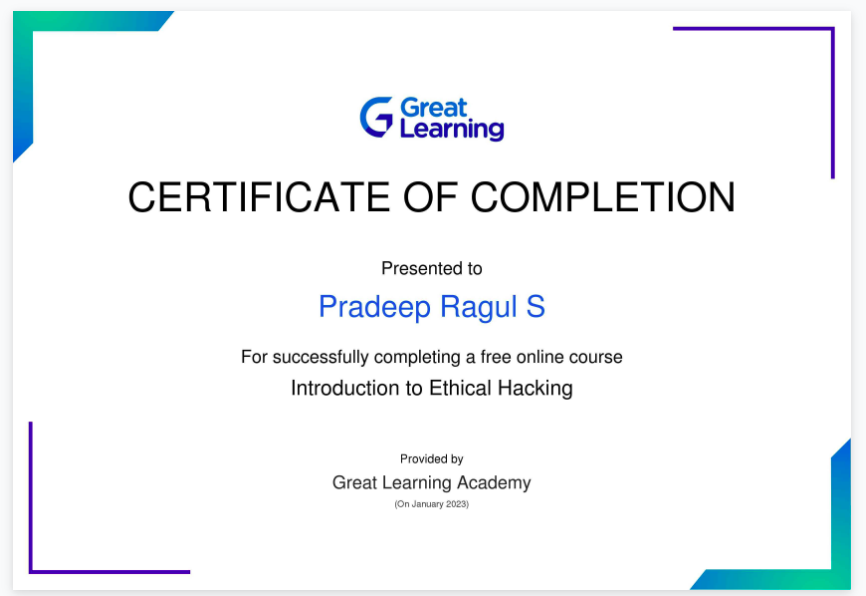 Great
Learning
CERTIFICATE OF COMPLETION
Presented to
Pradeep Ragul S
For successfully completing a free online course
Introduction to Ethical Hacking
Provided by
Great Learning Academy
(On January 2023)